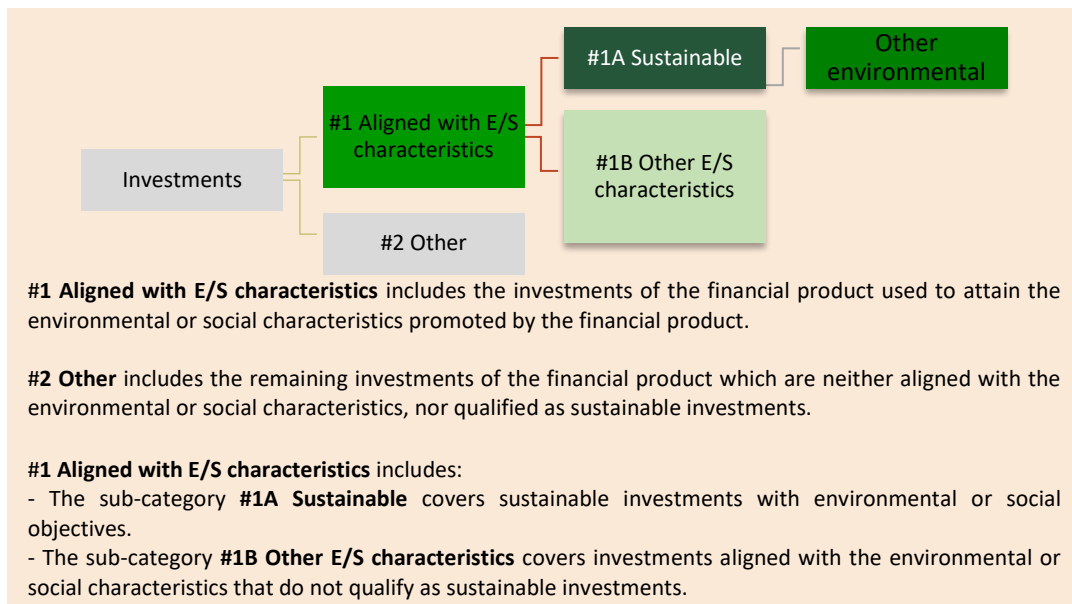 #1A Sustainable
Other
environmental
#1 Aligned with E/S
characteristics
#1B Other E/S
characteristics
Investments
#2 Other
#1 Aligned with E/S characteristics includes the investments of the financial product used to attain the
environmental or social characteristics promoted by the financial product.
#2 Other includes the remaining investments of the financial product which are neither aligned with the
environmental or social characteristics, nor qualified as sustainable investments.
#1 Aligned with E/S characteristics includes:
- The sub-category #1A Sustainable covers sustainable investments with environmental or social
objectives.
- The sub-category #1B Other E/S characteristics covers investments aligned with the environmental or
social characteristics that do not qualify as sustainable investments.